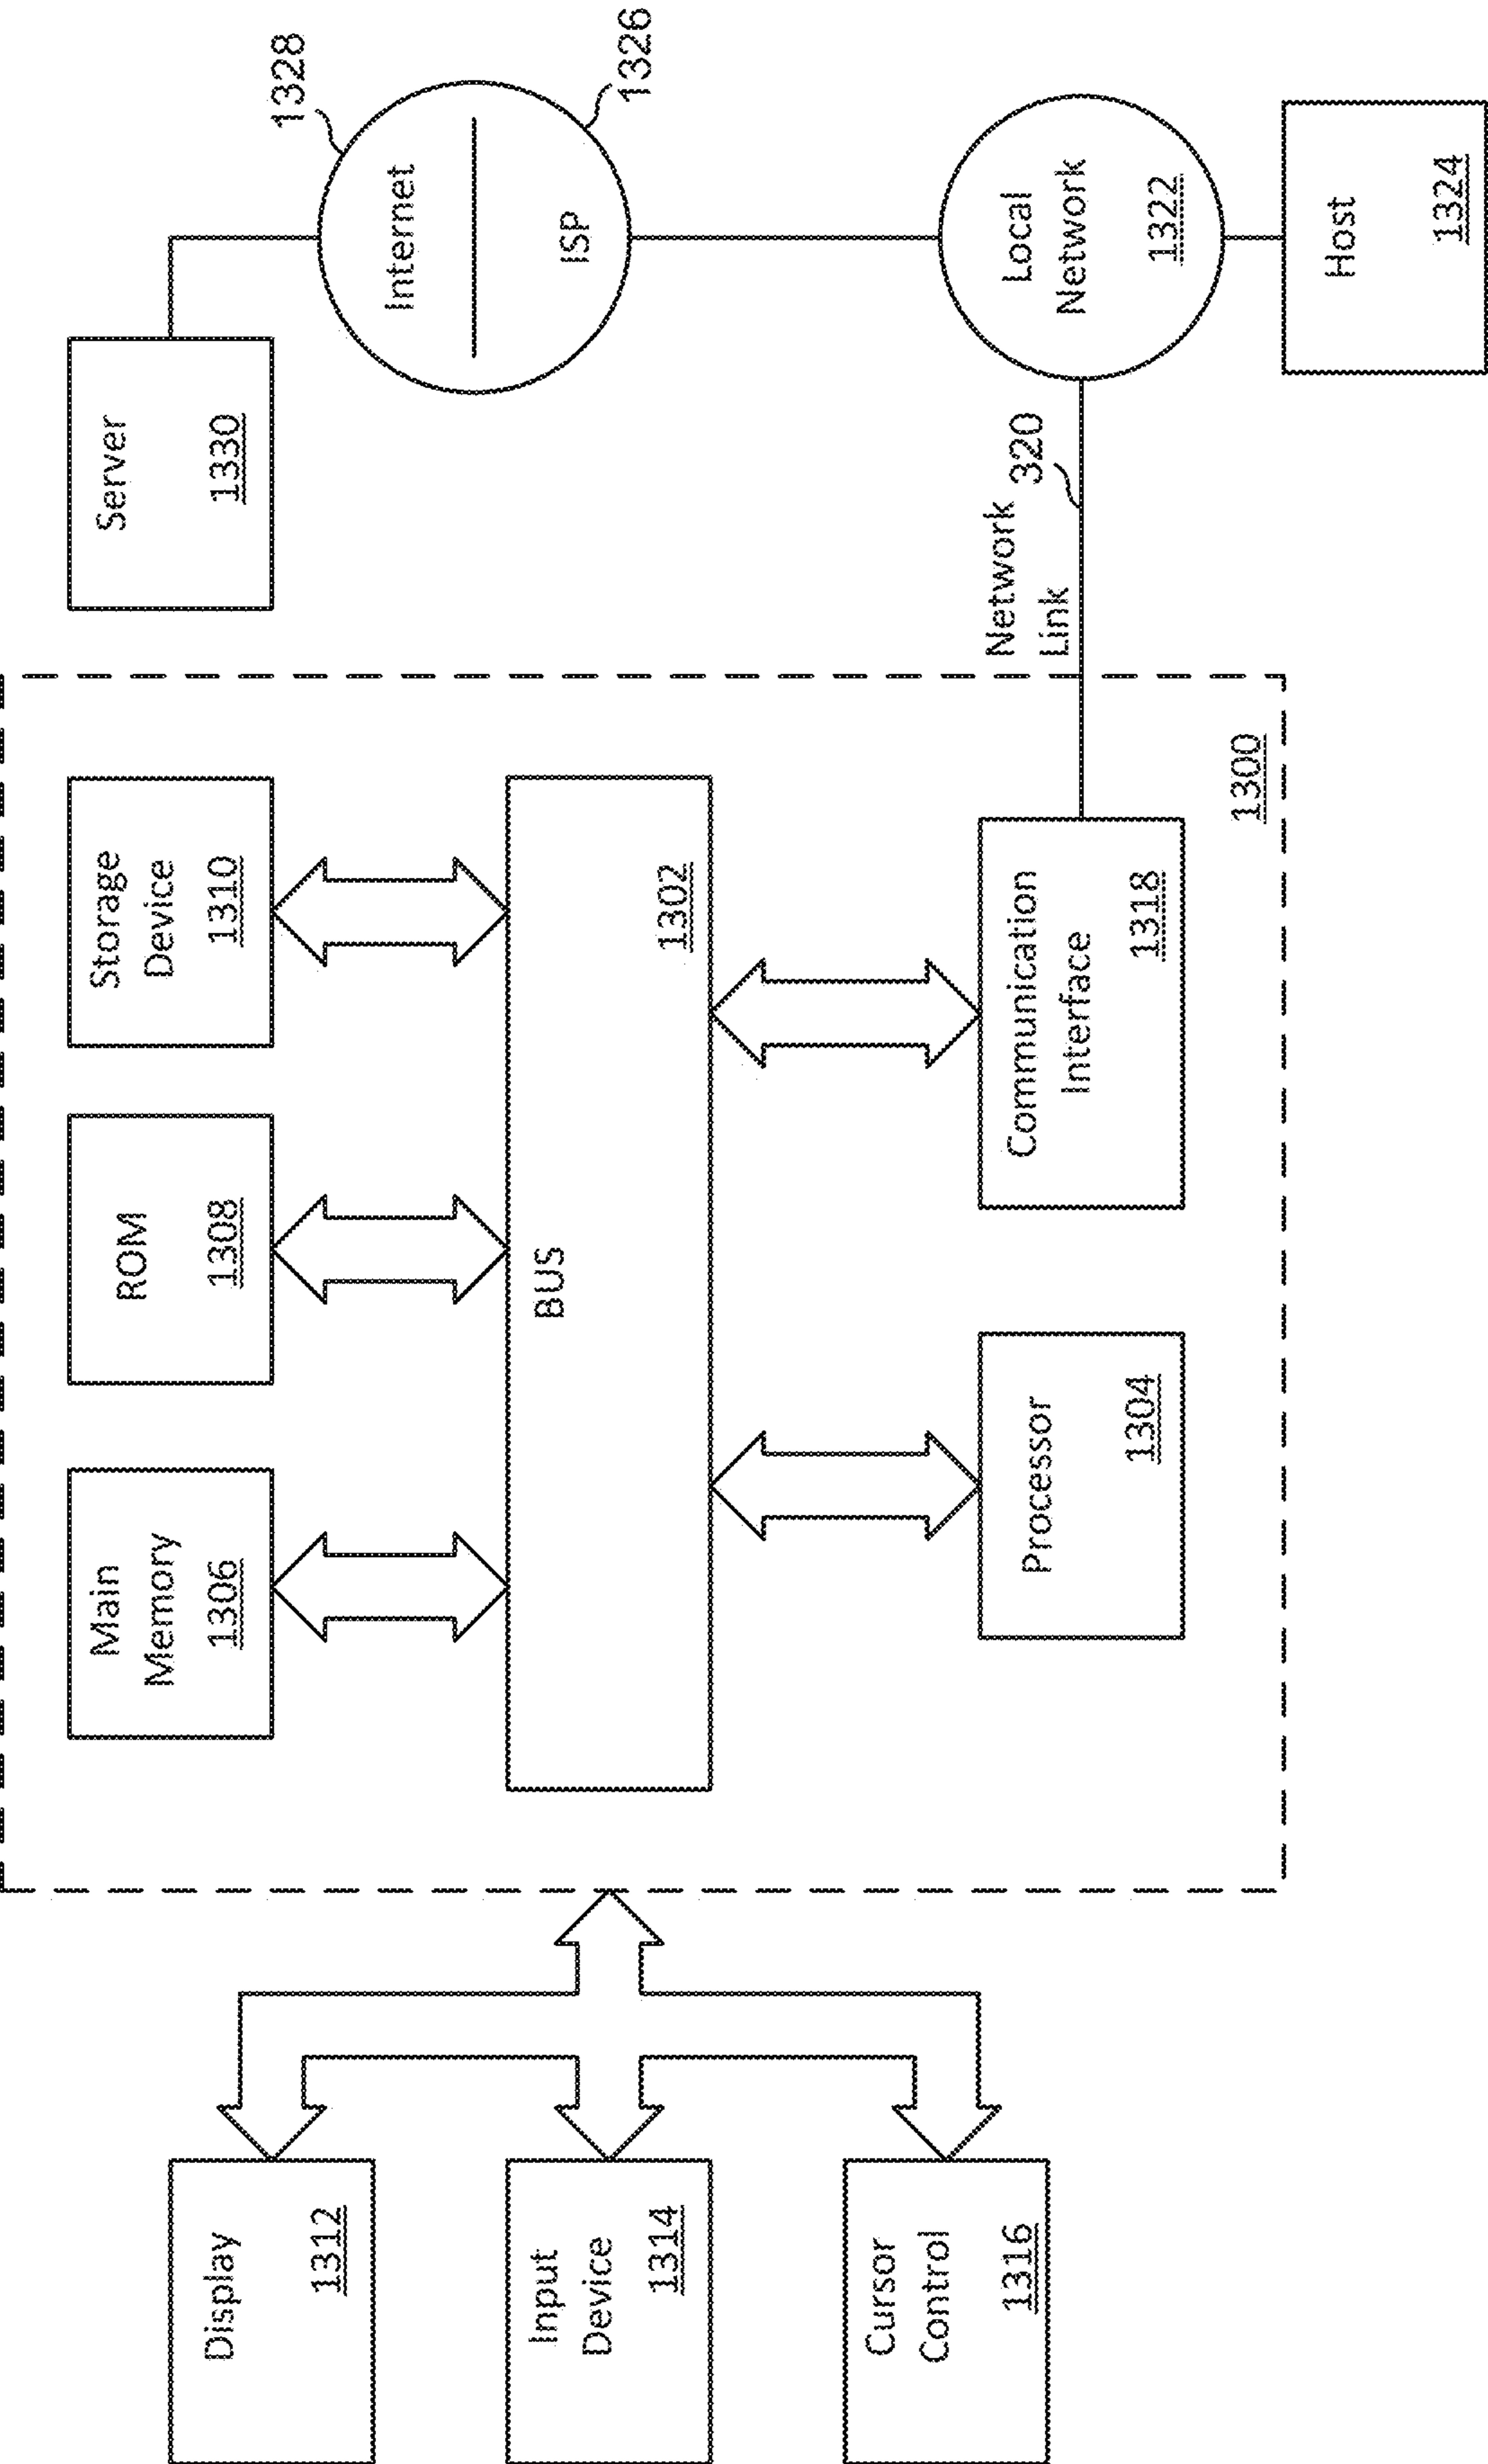 Display
1312
Input
Device
1314
Cursor
Control
1316
Main
Memory
1306
ROM
1308
Storage
Device
1310
BUS
1302
Processor
1304
Communication
Interface
1318
1300
Network
Link
320
Server
1330
1328
Internet
ISP
1326
Local
Network
1322
Host
1324